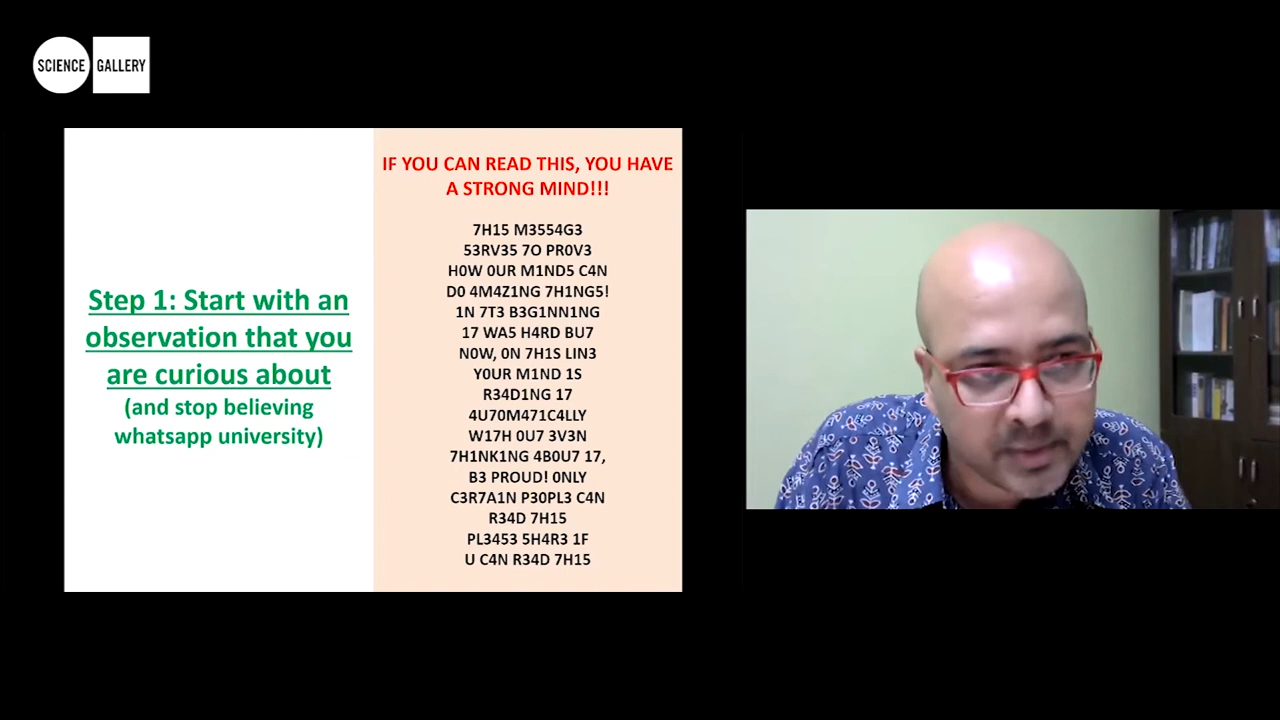 SCIENCE GALLERY
Step 1: Start with an
observation that you
are curious about
(and stop believing
whatsapp university)
IF YOU CAN READ THIS, YOU HAVE
A STRONG MIND!!!
7H15 M3554G3
53RV35 7O PR0V3
H0W 0UR M1ND5 C4N
D0 4M4Z1NG 7H1NG5!
1N 7T3 B3G1NN1NG
17 WA5 H4RD BU7
N0W, 0N 7H1S LIN3
Y0UR M1ND 1S
R34D1NG 17
4U70M471C4LLY
W17H 0U7 3V3N
7H1NK1NG 4B0U7 17,
B3 PROUD! 0NLY
C3R7A1N P30PL3 C4N
R34D 7H15
PL3453 5H4R3 1F
U C4N R34D 7H15